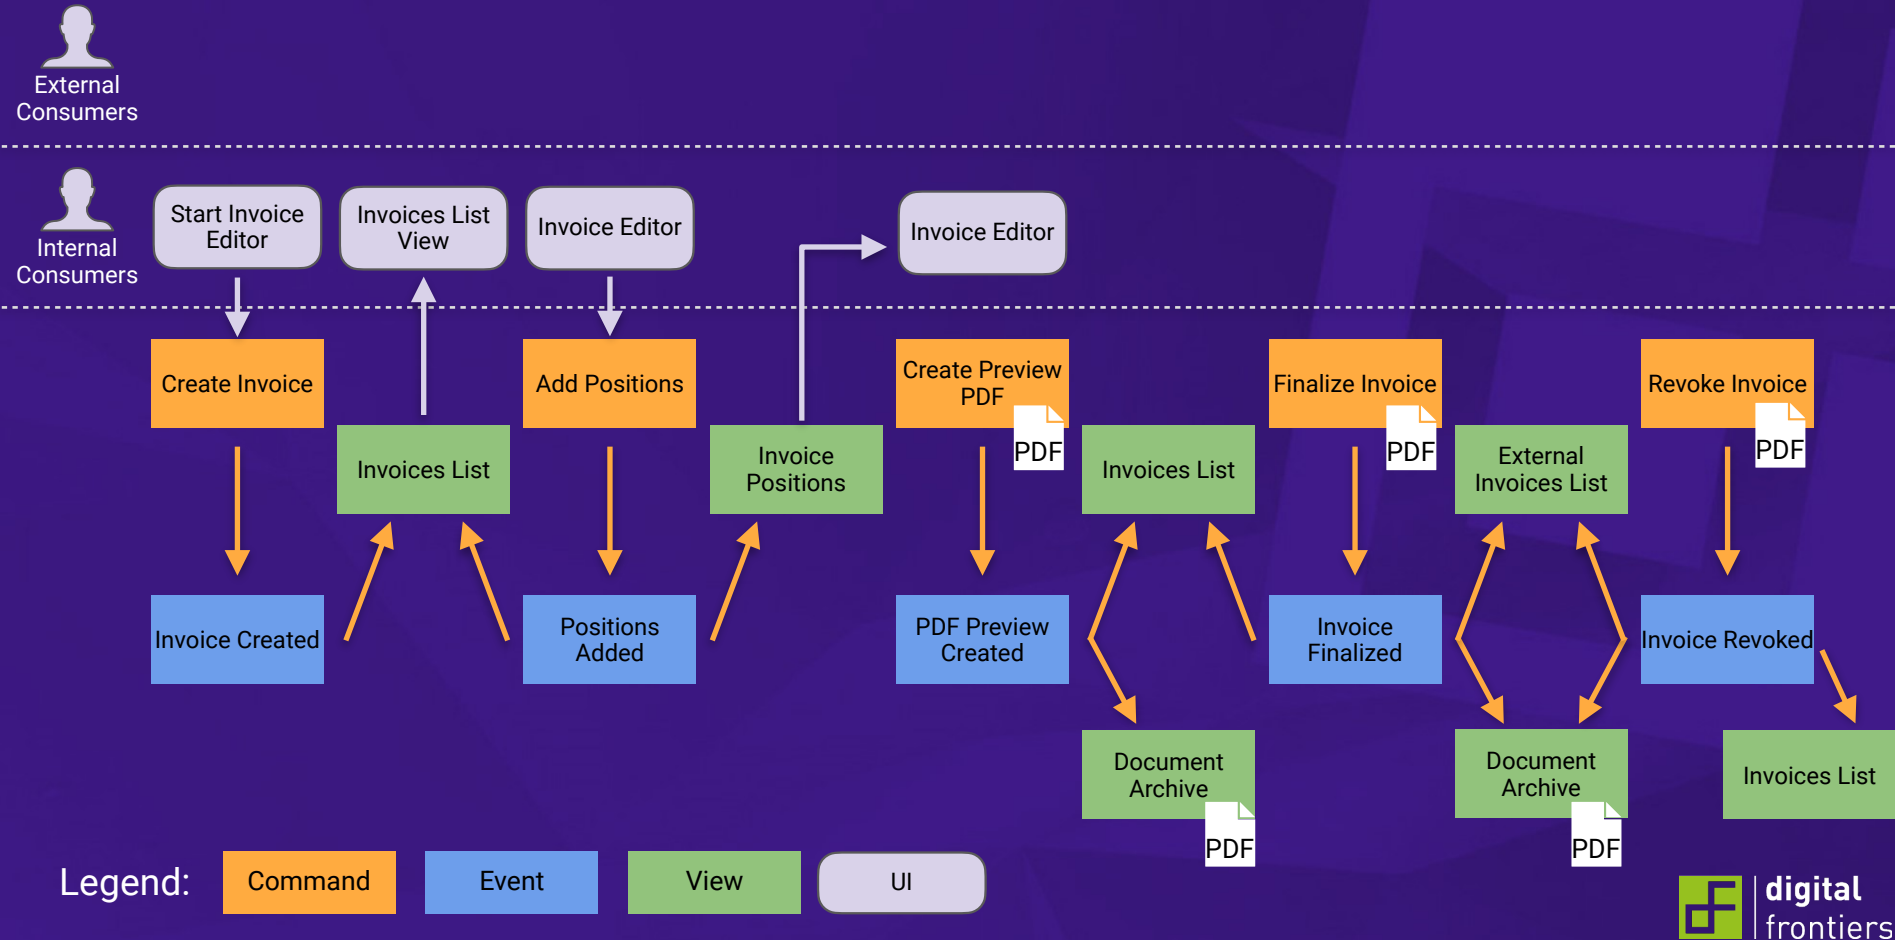 External
Consumers
Internal
Consumers
Start Invoice
Editor
Invoices List
View
Invoice Editor
Invoice Editor
Create Invoice
Add Positions
Create Preview
PDF
PDF
Finalize Invoice
PDF
Revoke Invoice
PDF
Invoices List
Invoice
Positions
Invoices List
External
Invoices List
Invoice Created
Positions
Added
PDF Preview
Created
Invoice
Finalized
Invoice Revoked
Document
Archive
PDF
Document
Archive
PDF
Invoices List
Legend:
Command
Event
View
UI
digital
frontiers